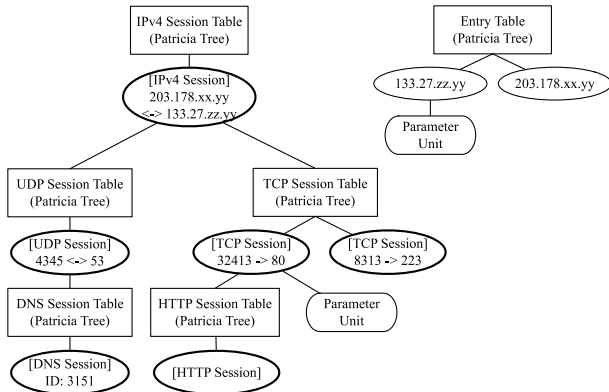 IPv4 Session Table
(Patricia Tree)
Entry Table
(Patricia Tree)
[IPv4 Session]
203.178.xx.yy
<-> 133.27.zz.yy
133.27.zz.yy
203.178.xx.yy
Parameter
Unit
UDP Session Table
(Patricia Tree)
TCP Session Table
(Patricia Tree)
[UDP Session]
4345 <-> 53
[TCP Session]
32413 -> 80
[TCP Session]
8313 -> 223
DNS Session Table
(Patricia Tree)
HTTP Session Table
(Patricia Tree)
Parameter
Unit
[DNS Session]
ID: 3151
[HTTP Session]